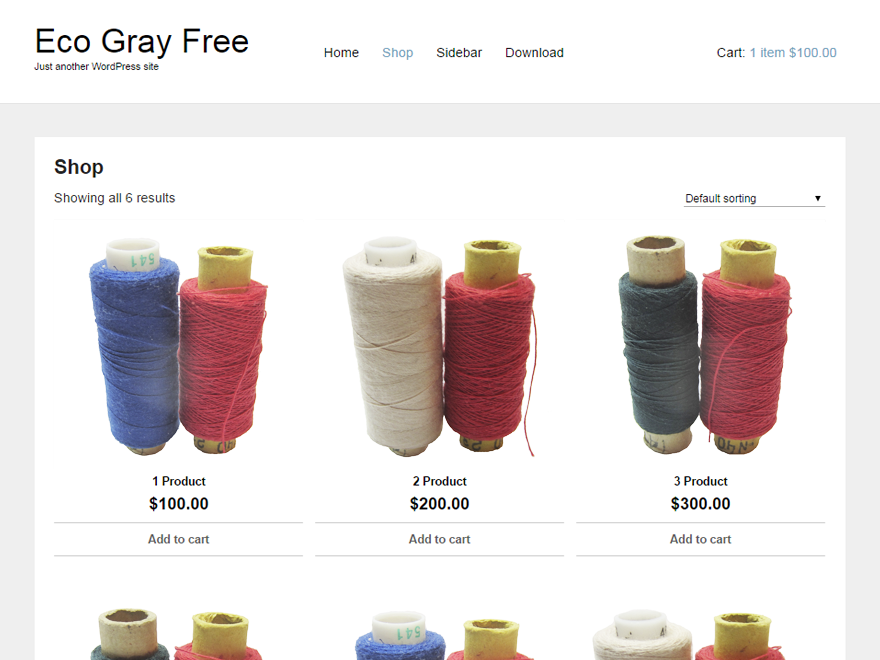 Eco Gray Free
Just another WordPress site
Home Shop Sidebar Download
Cart: 1 item $100.00
Shop
Showing all 6 results
Default sorting
541
1 Product
2 Product
3 Product
$100.00
$200.00
$300.00
Add to cart
Add to cart
Add to cart
541